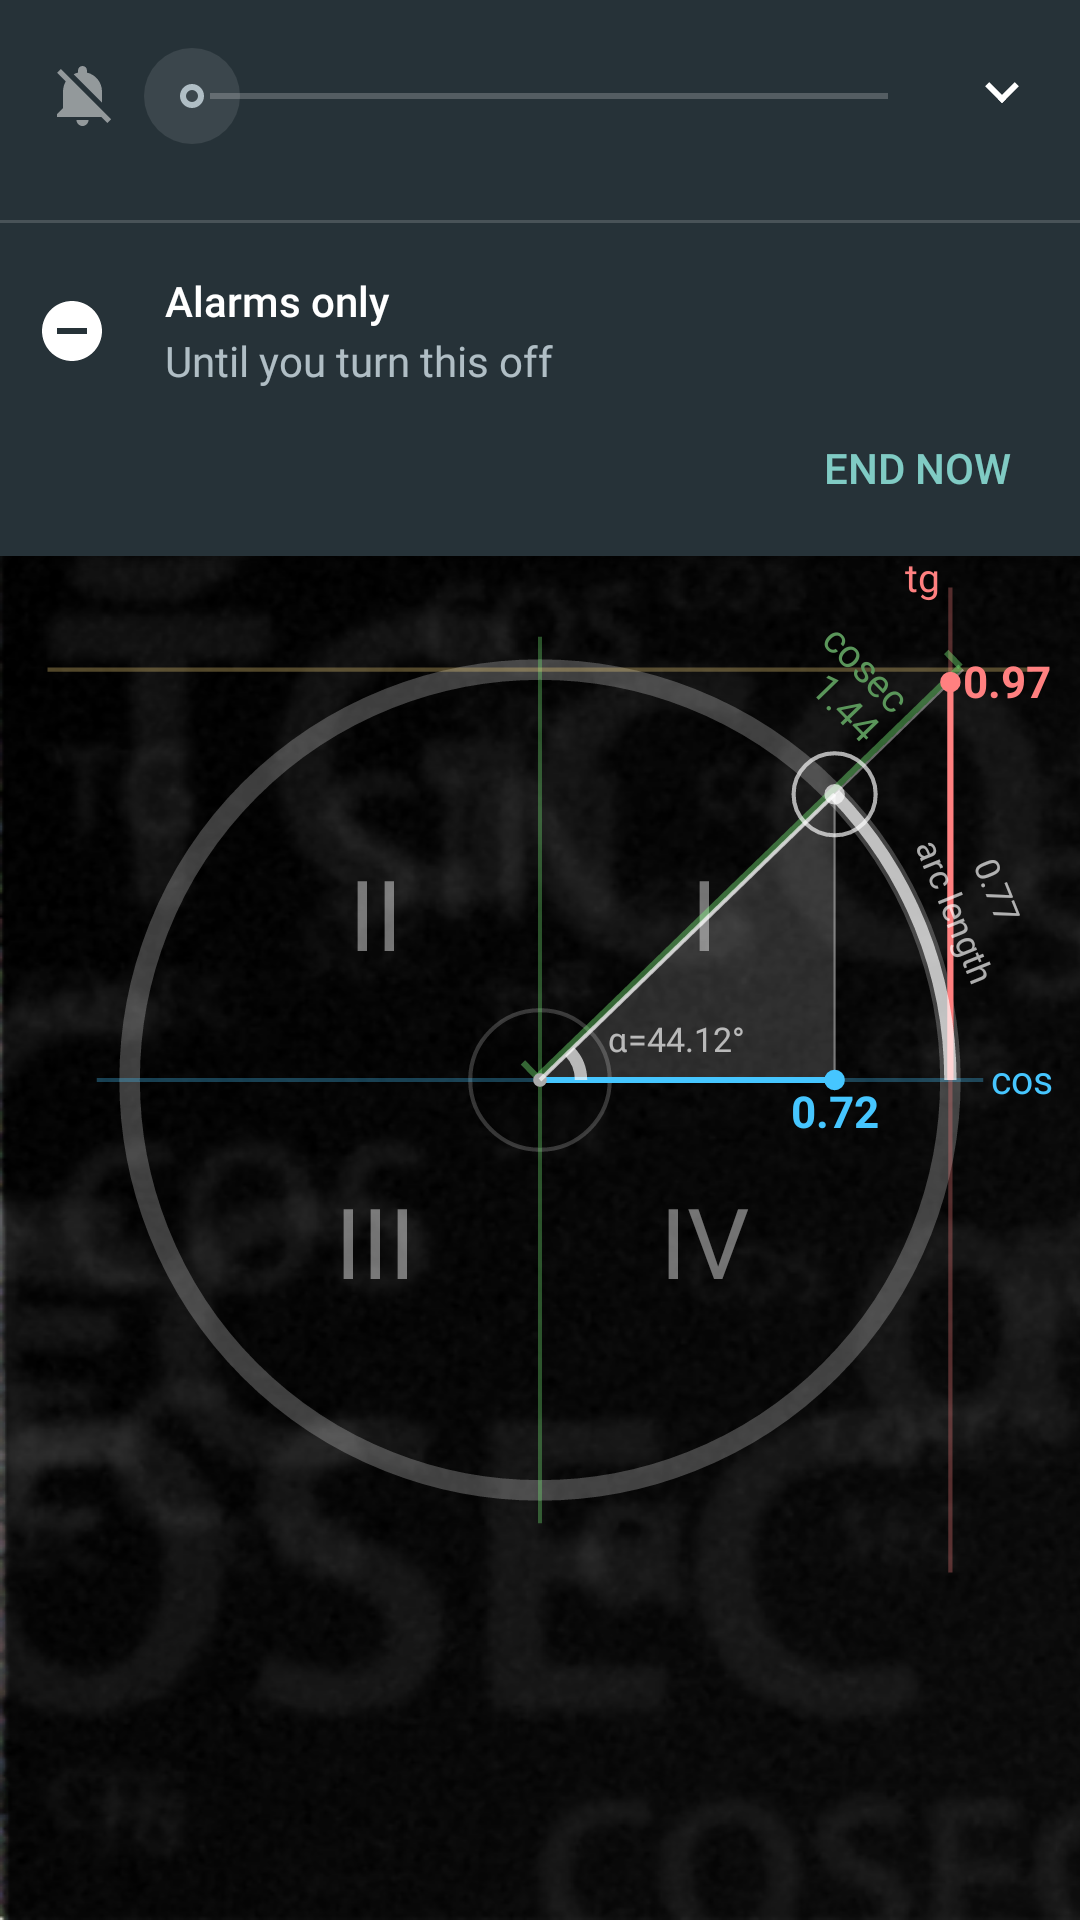 Alarms only
Until you turn this off
END NOW
tg
cosec
1.44
0.97
II
I
0.77
arc length
α=44.12°
cos
0.72
III
IV
COSEC